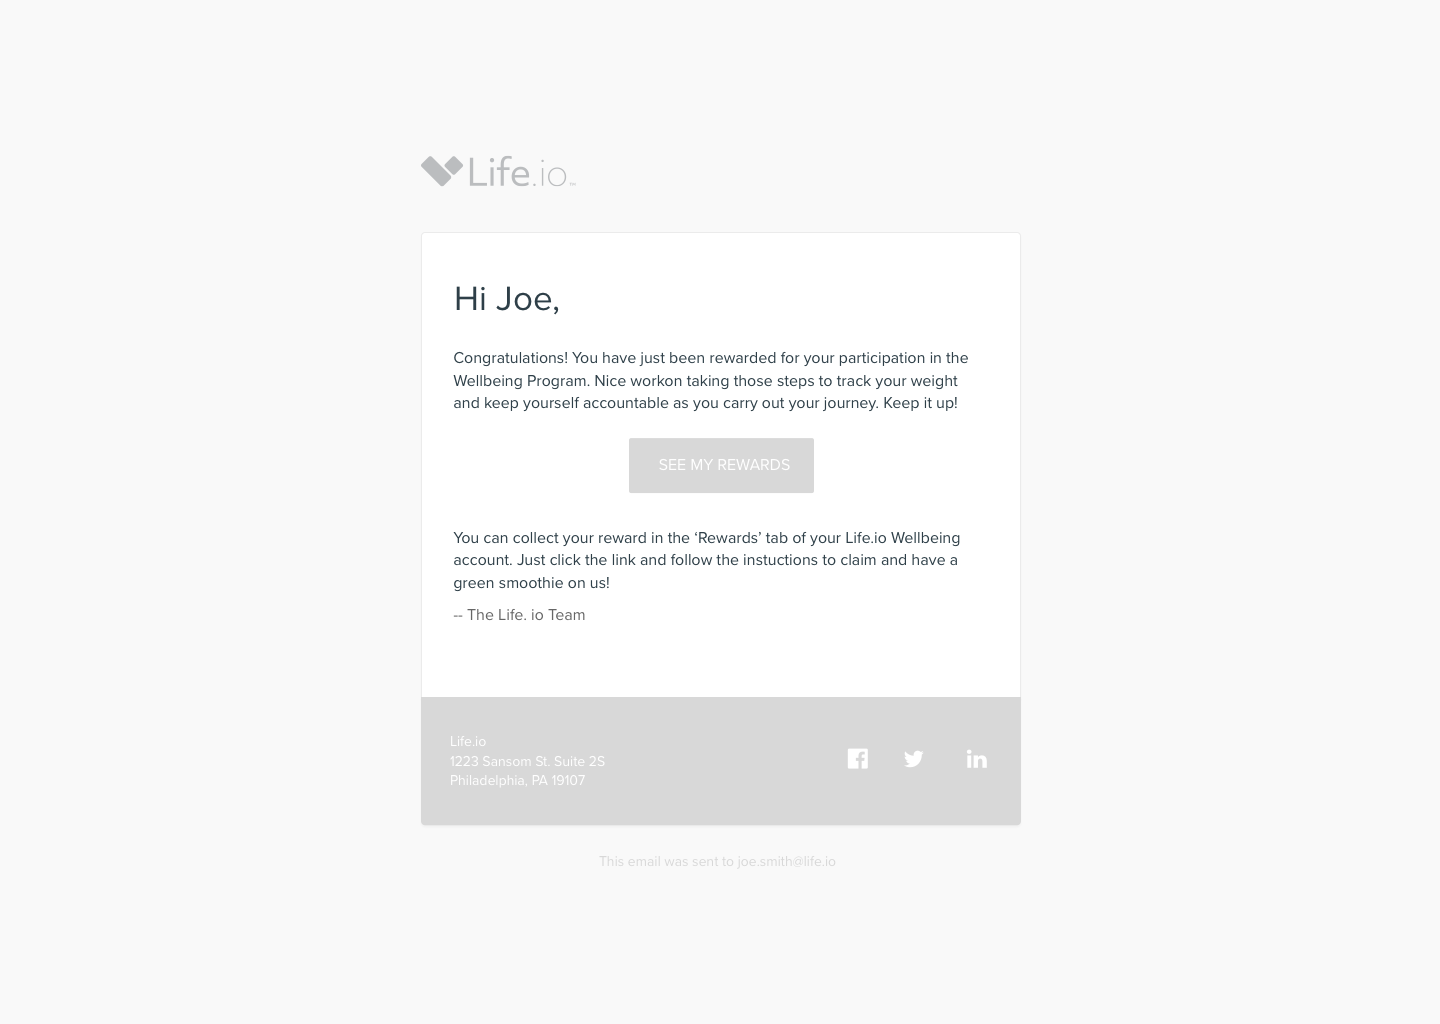 Life.io™
Hi Joe,
Congratulations! You have just been rewarded for your participation in the
Wellbeing Program. Nice workon taking those steps to track your weight
and keep yourself accountable as you carry out your journey. Keep it up!
SEE MY REWARDS
You can collect your reward in the ‘Rewards’ tab of your Life.io Wellbeing
account. Just click the link and follow the instuctions to claim and have a
green smoothie on us!
-- The Life. io Team
Life.io
1223 Sansom St. Suite 2S
Philadelphia, PA 19107
This email was sent to joe.smith@life.io